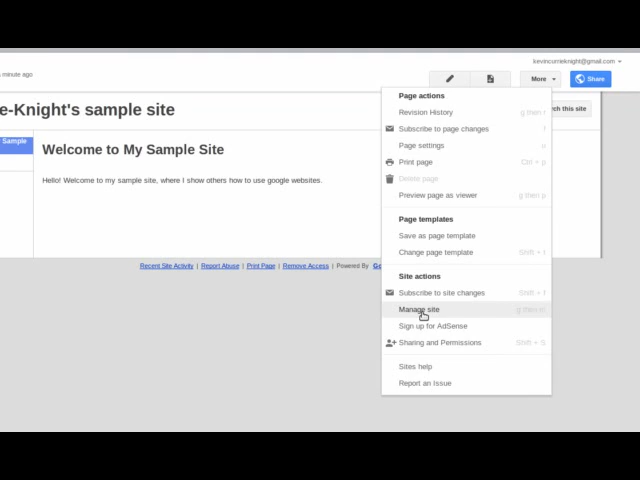 kevincurrieknight@gmail.com
minute ago
More
Share
e-Knight's sample site
ch this site
Sample
Welcome to My Sample Site
Hello! Welcome to my sample site, where I show others how to use google websites.
Recent Site Activity | Report Abuse | Print Page | Remove Access | Powered By Go
Page actions
Revision History g then r
Subscribe to page changes f
Page settings u
Print page Ctrl + p
Delete page
Preview page as viewer g then p
Page templates
Save as page template
Change page template Shift + t
Site actions
Subscribe to site changes Shift + f
Manage site g then m
Sign up for AdSense
Sharing and Permissions Shift + S
Sites help
Report an Issue